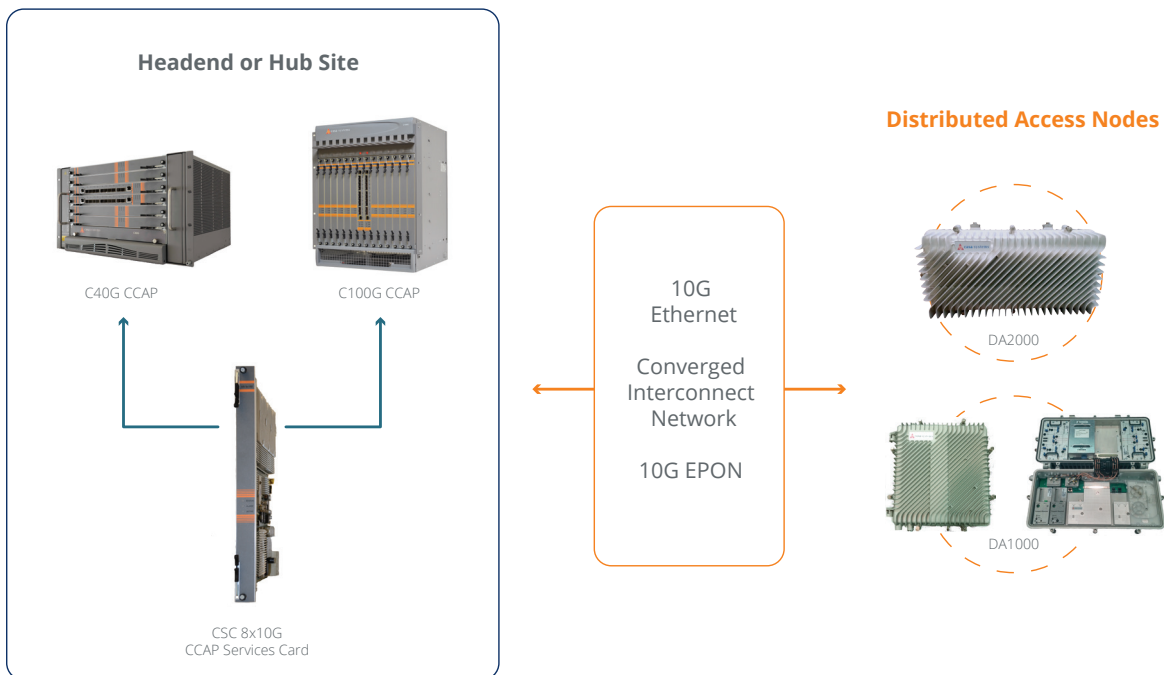 Headend or Hub Site
C40G CCAP
C100G CCAP
CSC 8x10G
CCAP Services Card
10G
Ethernet
Converged
Interconnect
Network
10G EPON
Distributed Access Nodes
DA2000
DA1000